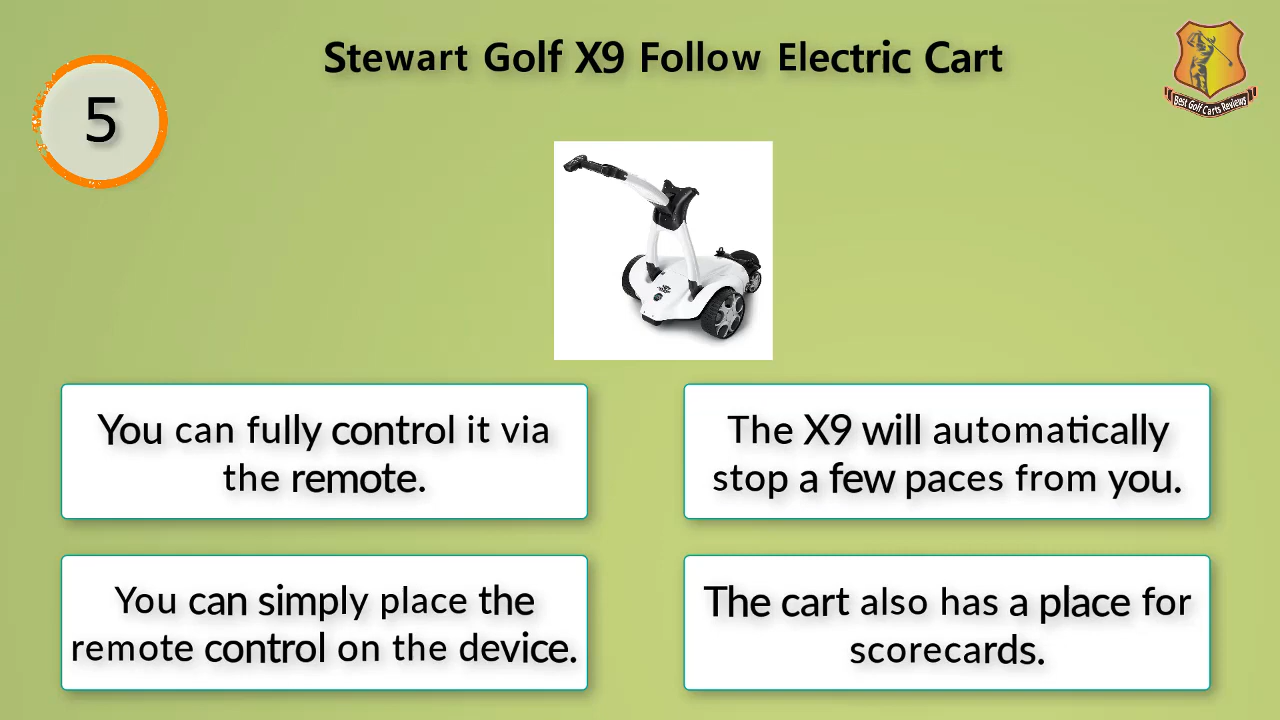 Stewart Golf X9 Follow Electric Cart
5
Best Golf Carts Reviews
You can fully control it via
the remote.
The X9 will automatically
stop a few paces from you.
You can simply place the
remote control on the device.
The cart also has a place for
scorecards.